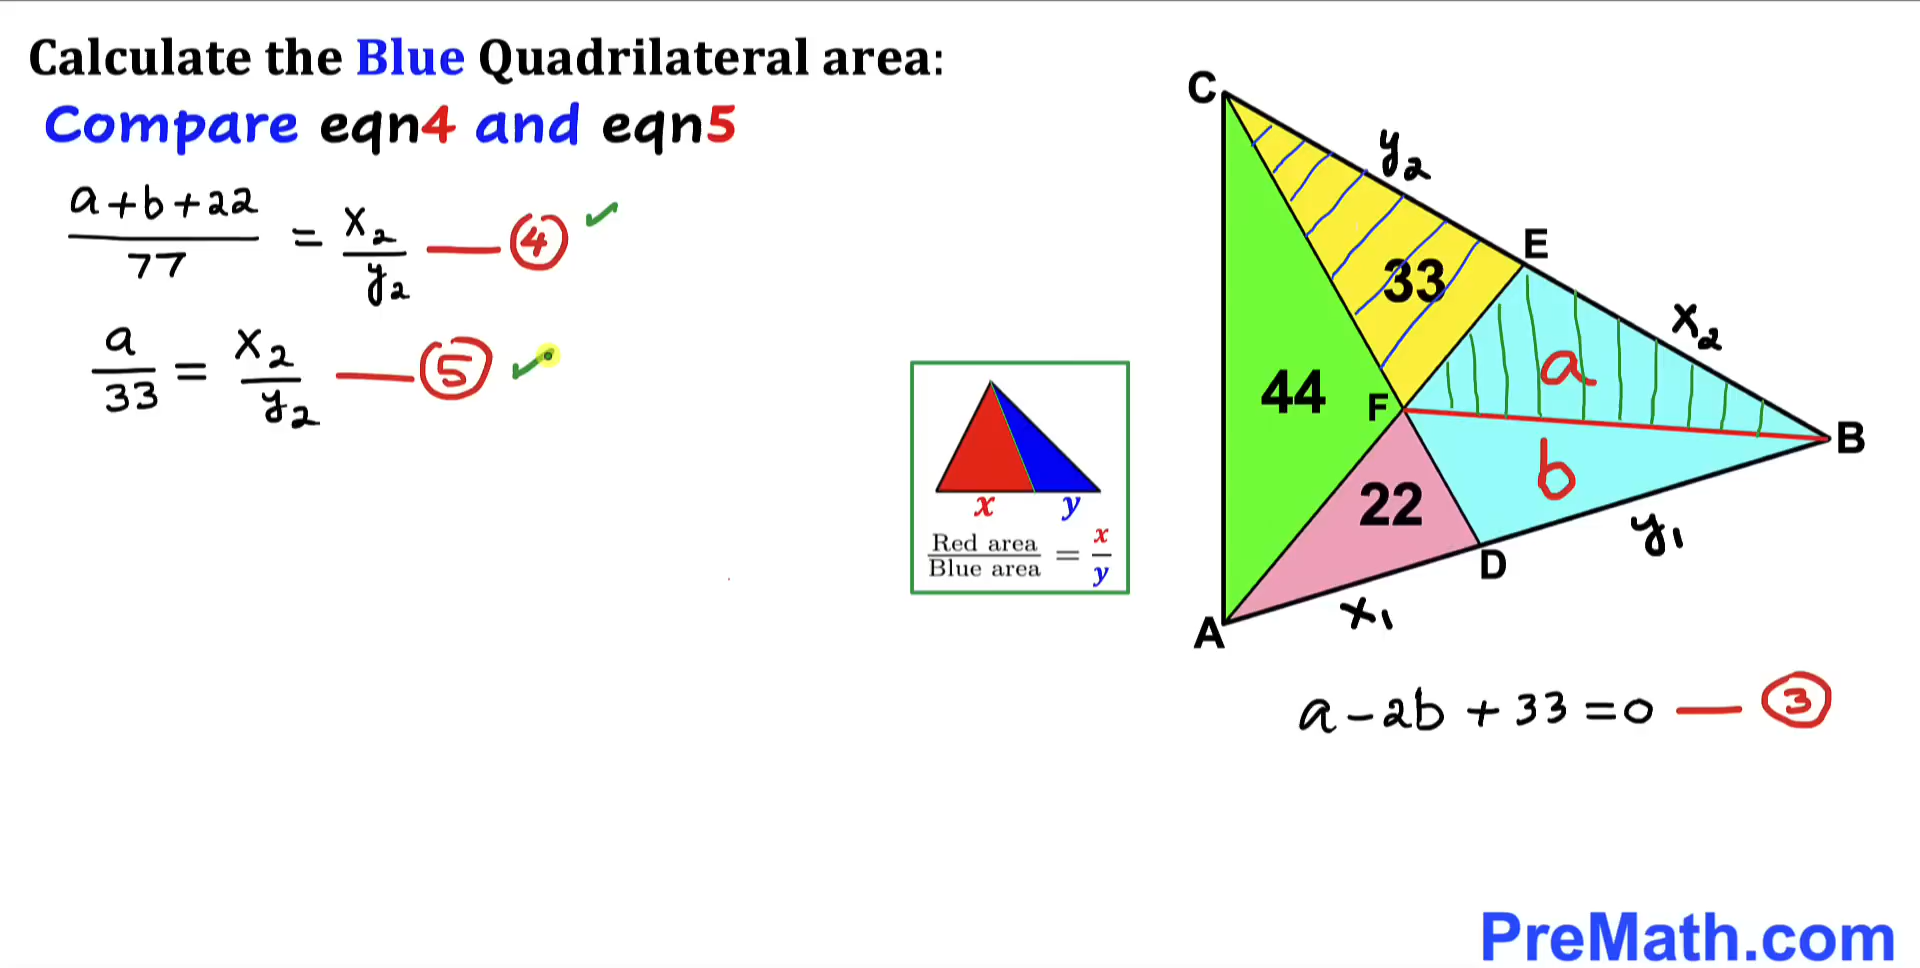 Calculate the Blue Quadrilateral area:
Compare eqn4 and eqn5
a+b+22
77
= x₂
y₂
— 4
a
33
= x₂
y₂
— 5
x y
Red area
Blue area
= x
y
C
y₂
E
33
x₂
a
44
F
B
b
22
y₁
D
x₁
A
a-2b+33=0 — 3
PreMath.com